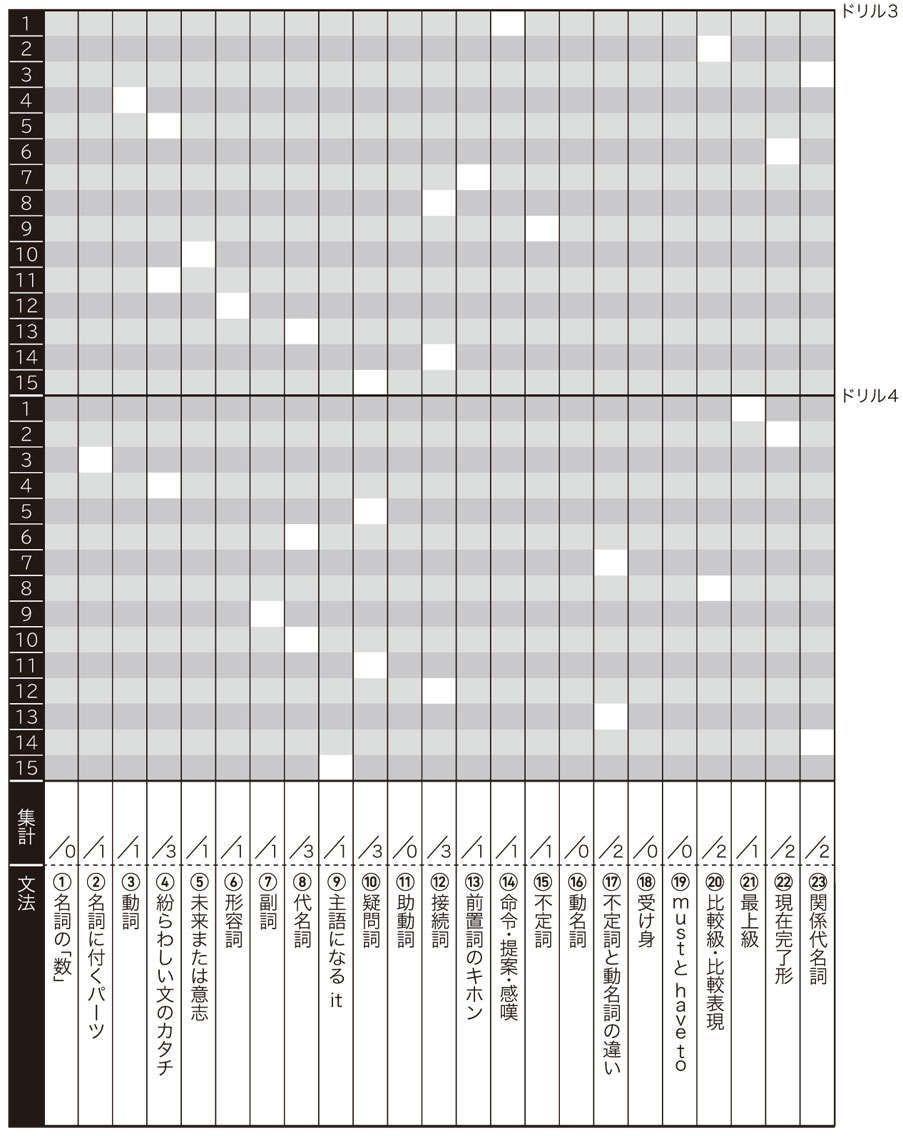 ドリル3
1
2
3
4
5
6
7
8
9
10
11
12
13
14
15
ドリル4
1
2
3
4
5
6
7
8
9
10
11
12
13
14
15
集計
/0
/1
/1
/3
/1
/1
/1
/3
/1
/3
/0
/3
/1
/1
/1
/0
/2
/0
/0
/2
/1
/2
/2
文法
①名詞の「数」
②名詞に付くパーツ
③動詞
④紛らわしい文のカタチ
⑤未来または意志
⑥形容詞
⑦副詞
⑧代名詞
⑨主語になる it
⑩疑問詞
⑪助動詞
⑫接続詞
⑬前置詞のキホン
⑭命令・提案・感嘆
⑮不定詞
⑯動名詞
⑰不定詞と動名詞の違い
⑱受け身
⑲mustと have to
⑳比較級・比較表現
㉑最上級
㉒現在完了形
㉓関係代名詞